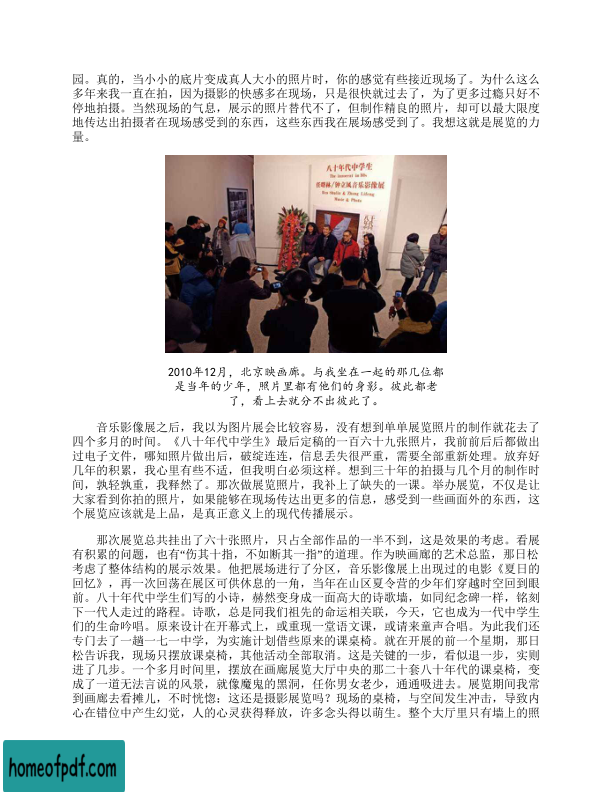 园。真的，当小小的底片变成真人大小的照片时，你的感觉有些接近现场了。为什么这么
多年来我一直在拍，因为摄影的快感多在现场，只是很快就过去了，为了更多过瘾只好不
停地拍摄。当然现场的气息，展示的照片替代不了，但制作精良的照片，却可以最大限度
地传达出拍摄者在现场感受到的东西，这些东西我在展场感受到了。我想这就是展览的力
量。
八十年代中学生
任曙林/钟立风音乐影像展
Ren Shulin & Zhong Lifeng
Music & Photo
2010年12月，北京映画廊。与我坐在一起的那几位都
是当年的少年，照片里都有他们的身影。彼此都老
了，看上去就分不出彼此了。
音乐影像展之后，我以为图片展会比较容易，没有想到单单展览照片的制作就花去了
四个多月的时间。《八十年代中学生》最后定稿的一百六十九张照片，我前前后后都做出
过电子文件，哪知照片做出后，破绽连连，信息丢失很严重，需要全部重新处理。放弃好
几年的积累，我心里有些不适，但我明白必须这样。想到三十年的拍摄与几个月的制作时
间，孰轻孰重，我释然了。那次做展览照片，我补上了缺失的一课。举办展览，不仅是让
大家看到你拍的照片，如果能够在现场传达出更多的信息，感受到一些画面外的东西，这
个展览应该就是上品，是真正意义上的现代传播展示。
那次展览总共挂出了六十张照片，只占全部作品的一半不到，这是效果的考虑。看展
有积累的问题，也有“伤其十指，不如断其一指”的道理。作为映画廊的艺术总监，那日松
考虑了整体结构的展示效果。他把展场进行了分区，音乐影像展上出现过的电影《夏日的
回忆》，再一次回荡在展区可供休息的一角，当年在山区夏令营的少年们穿越时空回到眼
前。八十年代中学生们写的小诗，赫然变身成一面高大的诗歌墙，如同纪念碑一样，铭刻
下一代人走过的路程。诗歌，总是同我们祖先的命运相关联，今天，它也成为一代中学生
们的生命吟唱。原来设计在开幕式上，或重现一堂语文课，或请来童声合唱。为此我们还
专门去了一趟一七一中学，为实施计划借些原来的课桌椅。就在开展的前一个星期，那日
松告诉我，现场只摆放课桌椅，其他活动全部取消。这是关键的一步，看似退一步，实则
进了几步。一个多月时间里，摆放在画廊展览大厅中央的那二十套八十年代的课桌椅，变
成了一道无法言说的风景，就像魔鬼的黑洞，任你男女老少，通通吸进去。展览期间我常
到画廊去看摊儿，不时恍惚：这还是摄影展览吗？现场的桌椅，与空间发生冲击，导致内
心在错位中产生幻觉，人的心灵获得释放，许多念头得以萌生。整个大厅里只有墙上的照
homeofpdf.com